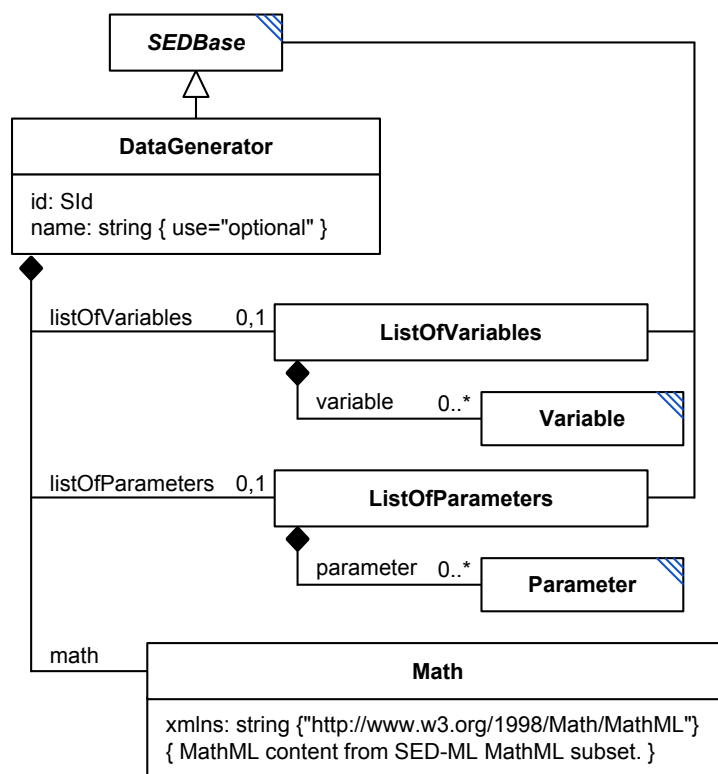 SEDBase
DataGenerator
id: SId
name: string { use="optional" }
listOfVariables 0,1
ListOfVariables
variable 0..*
Variable
listOfParameters 0,1
ListOfParameters
parameter 0..*
Parameter
math
Math
xmlns: string {"http://www.w3.org/1998/Math/MathML"}
{ MathML content from SED-ML MathML subset. }